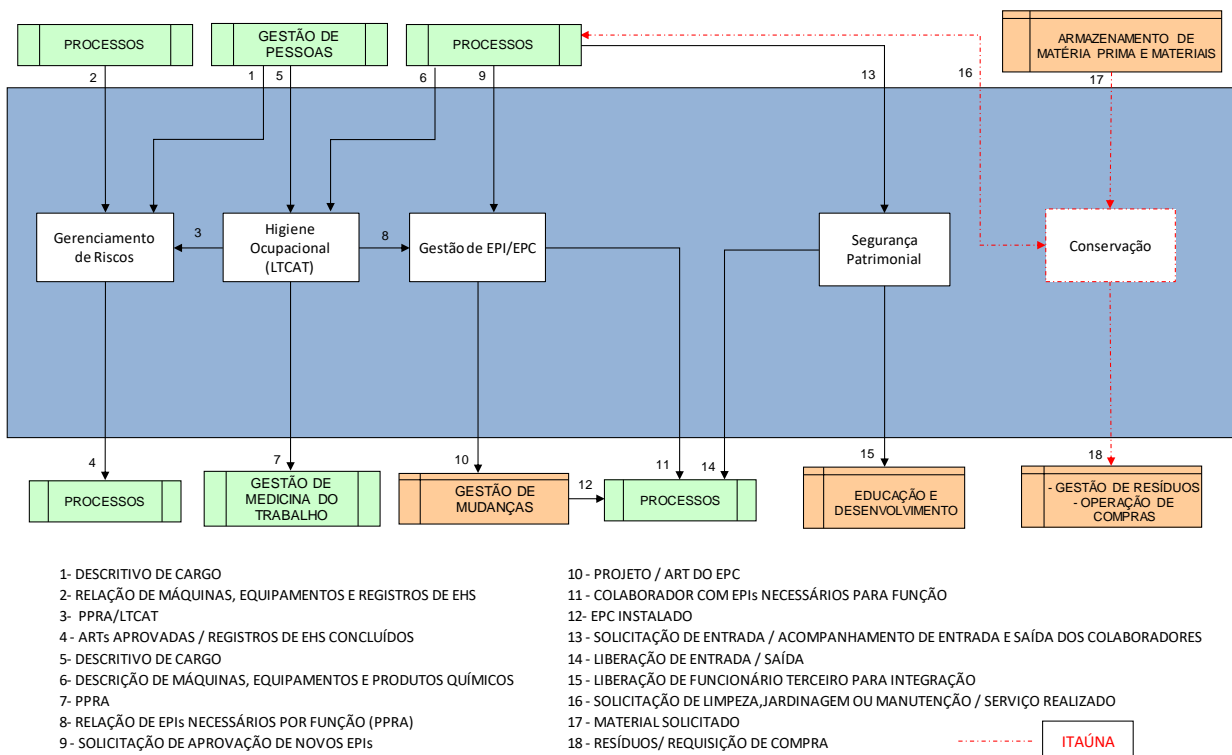 PROCESSOS
GESTÃO DE
PESSOAS
PROCESSOS
ARMAZENAMENTO DE
MATÉRIA PRIMA E MATERIAIS
2
1
5
6
9
13
16
17
Gerenciamento
de Riscos
3
Higiene
Ocupacional
(LTCAT)
8
Gestão de EPI/EPC
Segurança
Patrimonial
Conservação
4
7
10
11
14
15
18
PROCESSOS
GESTÃO DE
MEDICINA DO
TRABALHO
GESTÃO DE
MUDANÇAS
12
PROCESSOS
EDUCAÇÃO E
DESENVOLVIMENTO
- GESTÃO DE RESÍDUOS
- OPERAÇÃO DE
COMPRAS
1- DESCRITIVO DE CARGO
2- RELAÇÃO DE MÁQUINAS, EQUIPAMENTOS E REGISTROS DE EHS
3- PPRA/LTCAT
4 - ARTs APROVADAS / REGISTROS DE EHS CONCLUÍDOS
5- DESCRITIVO DE CARGO
6- DESCRIÇÃO DE MÁQUINAS, EQUIPAMENTOS E PRODUTOS QUÍMICOS
7- PPRA
8- RELAÇÃO DE EPIs NECESSÁRIOS POR FUNÇÃO (PPRA)
9 - SOLICITAÇÃO DE APROVAÇÃO DE NOVOS EPIs
10 - PROJETO / ART DO EPC
11 - COLABORADOR COM EPIs NECESSÁRIOS PARA FUNÇÃO
12- EPC INSTALADO
13 - SOLICITAÇÃO DE ENTRADA / ACOMPANHAMENTO DE ENTRADA E SAÍDA DOS COLABORADORES
14 - LIBERAÇÃO DE ENTRADA / SAÍDA
15 - LIBERAÇÃO DE FUNCIONÁRIO TERCEIRO PARA INTEGRAÇÃO
16 - SOLICITAÇÃO DE LIMPEZA,JARDINAGEM OU MANUTENÇÃO / SERVIÇO REALIZADO
17 - MATERIAL SOLICITADO
18 - RESÍDUOS/ REQUISIÇÃO DE COMPRA
ITAÚNA